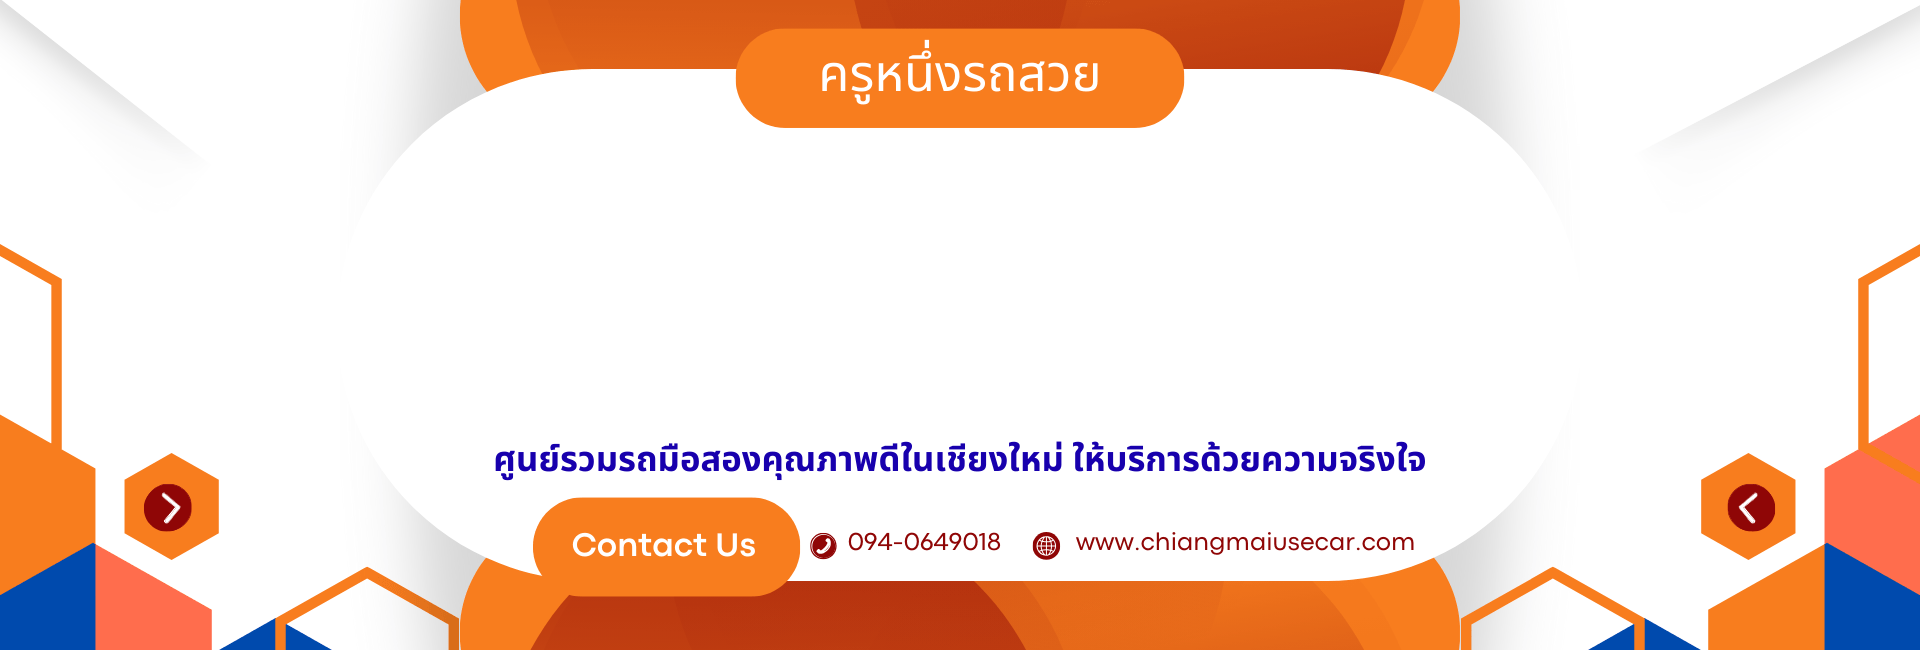 ครูหนึ่งรถสวย
ศูนย์รวมรถมือสองคุณภาพดีในเชียงใหม่ ให้บริการด้วยความจริงใจ
Contact Us 094-0649018 www.chiangmaiusecar.com